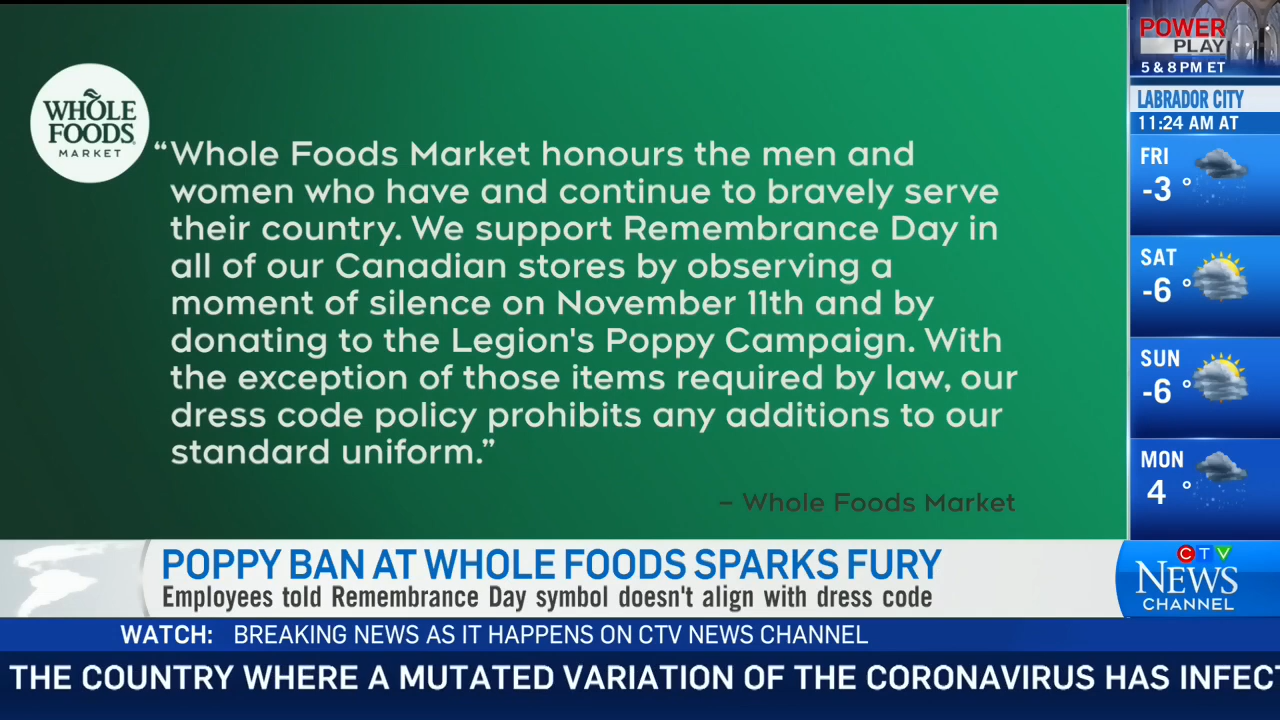 WHOLE
FOODS
MARKET
“Whole Foods Market honours the men and
women who have and continue to bravely serve
their country. We support Remembrance Day in
all of our Canadian stores by observing a
moment of silence on November 11th and by
donating to the Legion's Poppy Campaign. With
the exception of those items required by law, our
dress code policy prohibits any additions to our
standard uniform.”
– Whole Foods Market
POWER
PLAY
5 & 8 PM ET
LABRADOR CITY
11:24 AM AT
FRI
-3 °
SAT
-6 °
SUN
-6 °
MON
4 °
POPPY BAN AT WHOLE FOODS SPARKS FURY
Employees told Remembrance Day symbol doesn't align with dress code
CTV
NEWS
CHANNEL
WATCH: BREAKING NEWS AS IT HAPPENS ON CTV NEWS CHANNEL
THE COUNTRY WHERE A MUTATED VARIATION OF THE CORONAVIRUS HAS INFECT